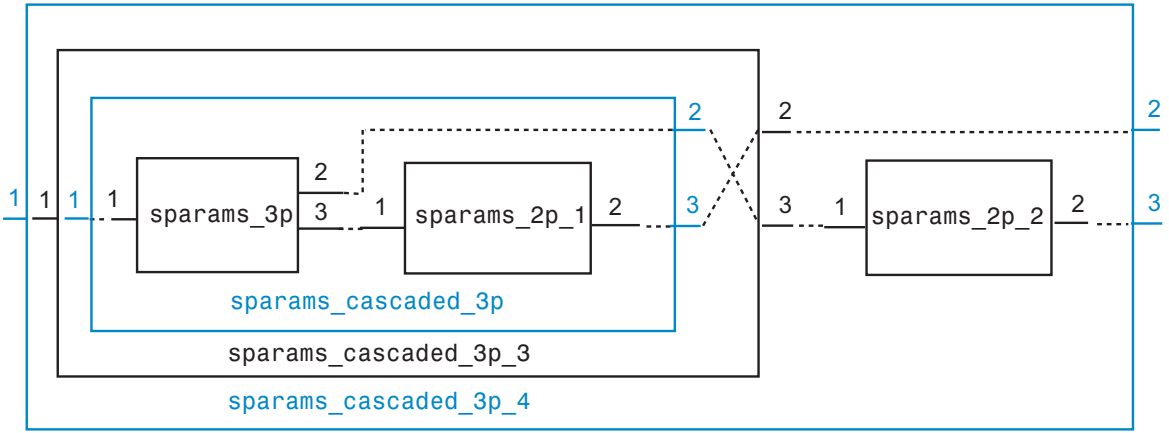 2 2 2
1 1 1 1 2 3 1 2 3 3 1 2 3
sparams_3p sparams_2p_1 sparams_2p_2
sparams_cascaded_3p
sparams_cascaded_3p_3
sparams_cascaded_3p_4